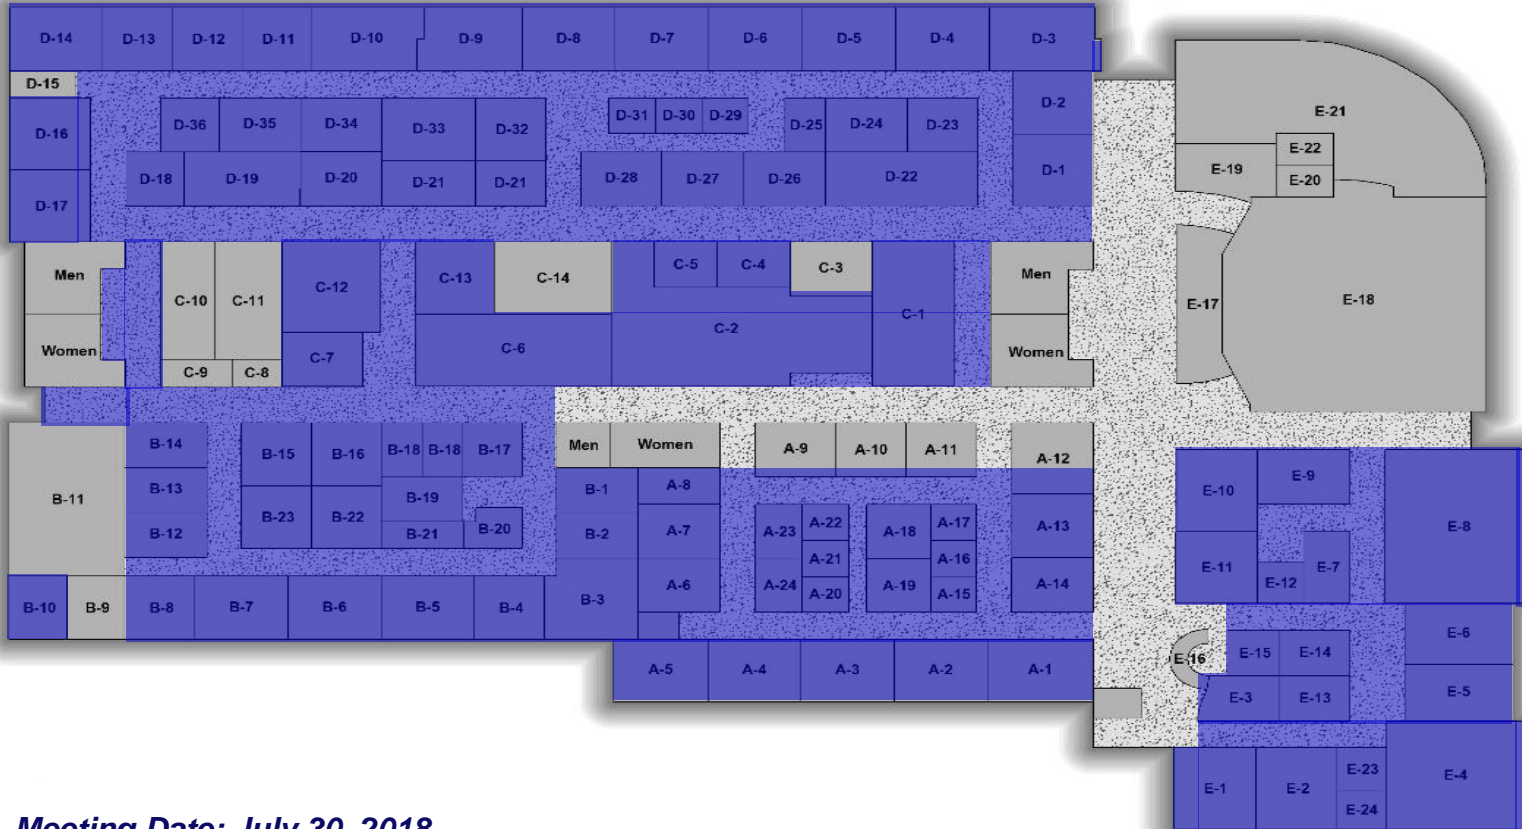 D-14 D-13 D-12 D-11 D-10 D-9 D-8 D-7 D-6 D-5 D-4 D-3
D-15
D-2
E-21
D-16 D-36 D-35 D-34 D-33 D-32 D-31 D-30 D-29 D-25 D-24 D-23
E-22
E-19 E-20
D-17 D-18 D-19 D-20 D-21 D-21 D-28 D-27 D-26 D-22 D-1
Men C-10 C-11 C-12 C-13 C-14 C-5 C-4 C-3 Men
E-17 E-18
C-2 C-1
Women C-9 C-8 C-7 C-6 Women
B-14 B-15 B-16 B-18 B-18 B-17 Men Women A-9 A-10 A-11 A-12
B-11 B-13 B-19 B-1 A-8 E-10 E-9
B-12 B-23 B-22 B-21 B-20 B-2 A-7 A-23 A-22 A-18 A-17 A-13 E-8
A-21 A-16
B-10 B-9 B-8 B-7 B-6 B-5 B-4 B-3 A-6 A-24 A-20 A-19 A-15 A-14 E-11 E-12 E-7
E-6
A-5 A-4 A-3 A-2 A-1 E-16 E-15 E-14
E-3 E-13 E-5
E-1 E-2 E-23 E-4
E-24
Meeting Date: July 30, 2018